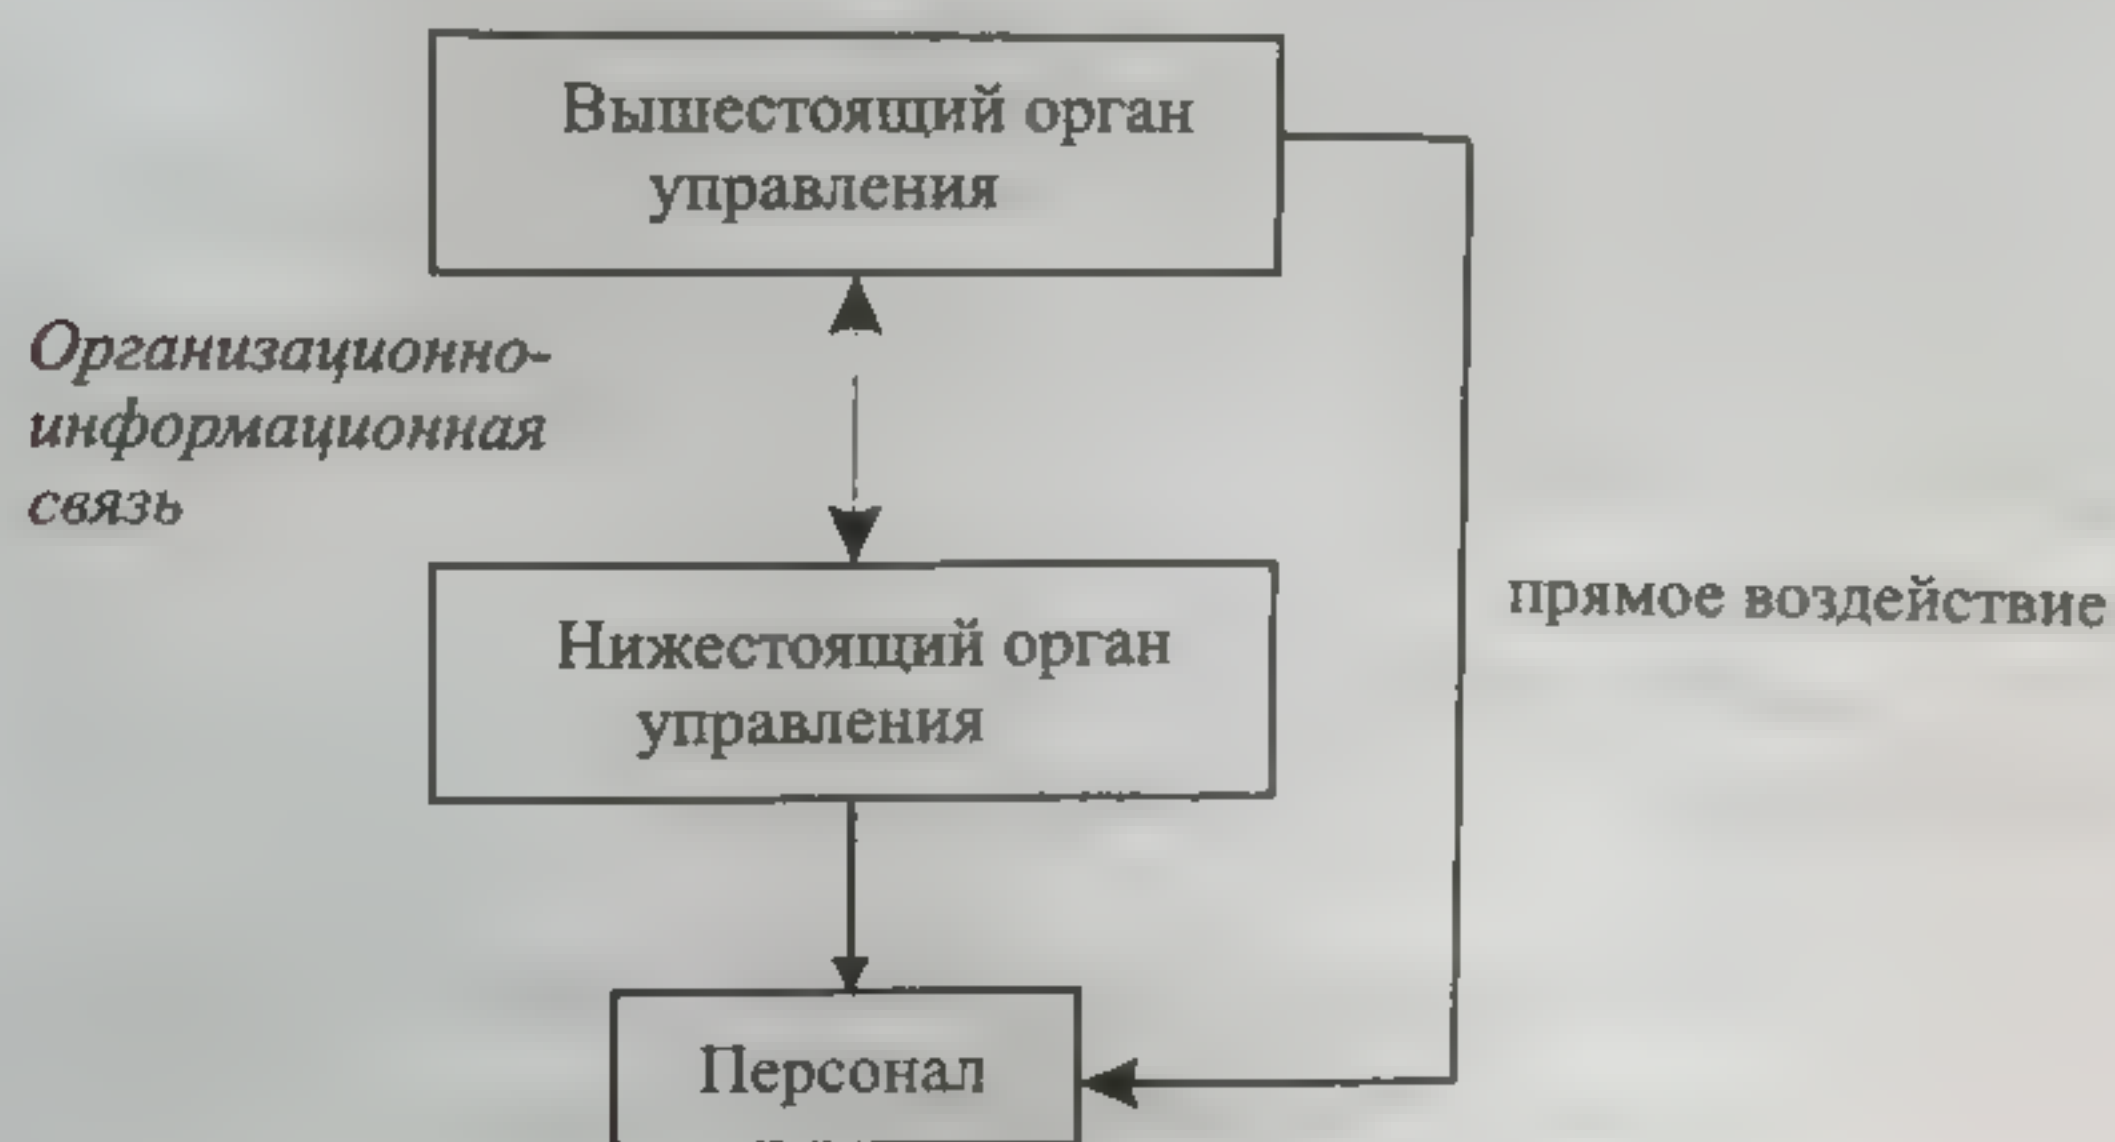 Вышестоящий орган
управления
Организационно-
информационная
связь
Нижестоящий орган
управления
прямое воздействие
Персонал